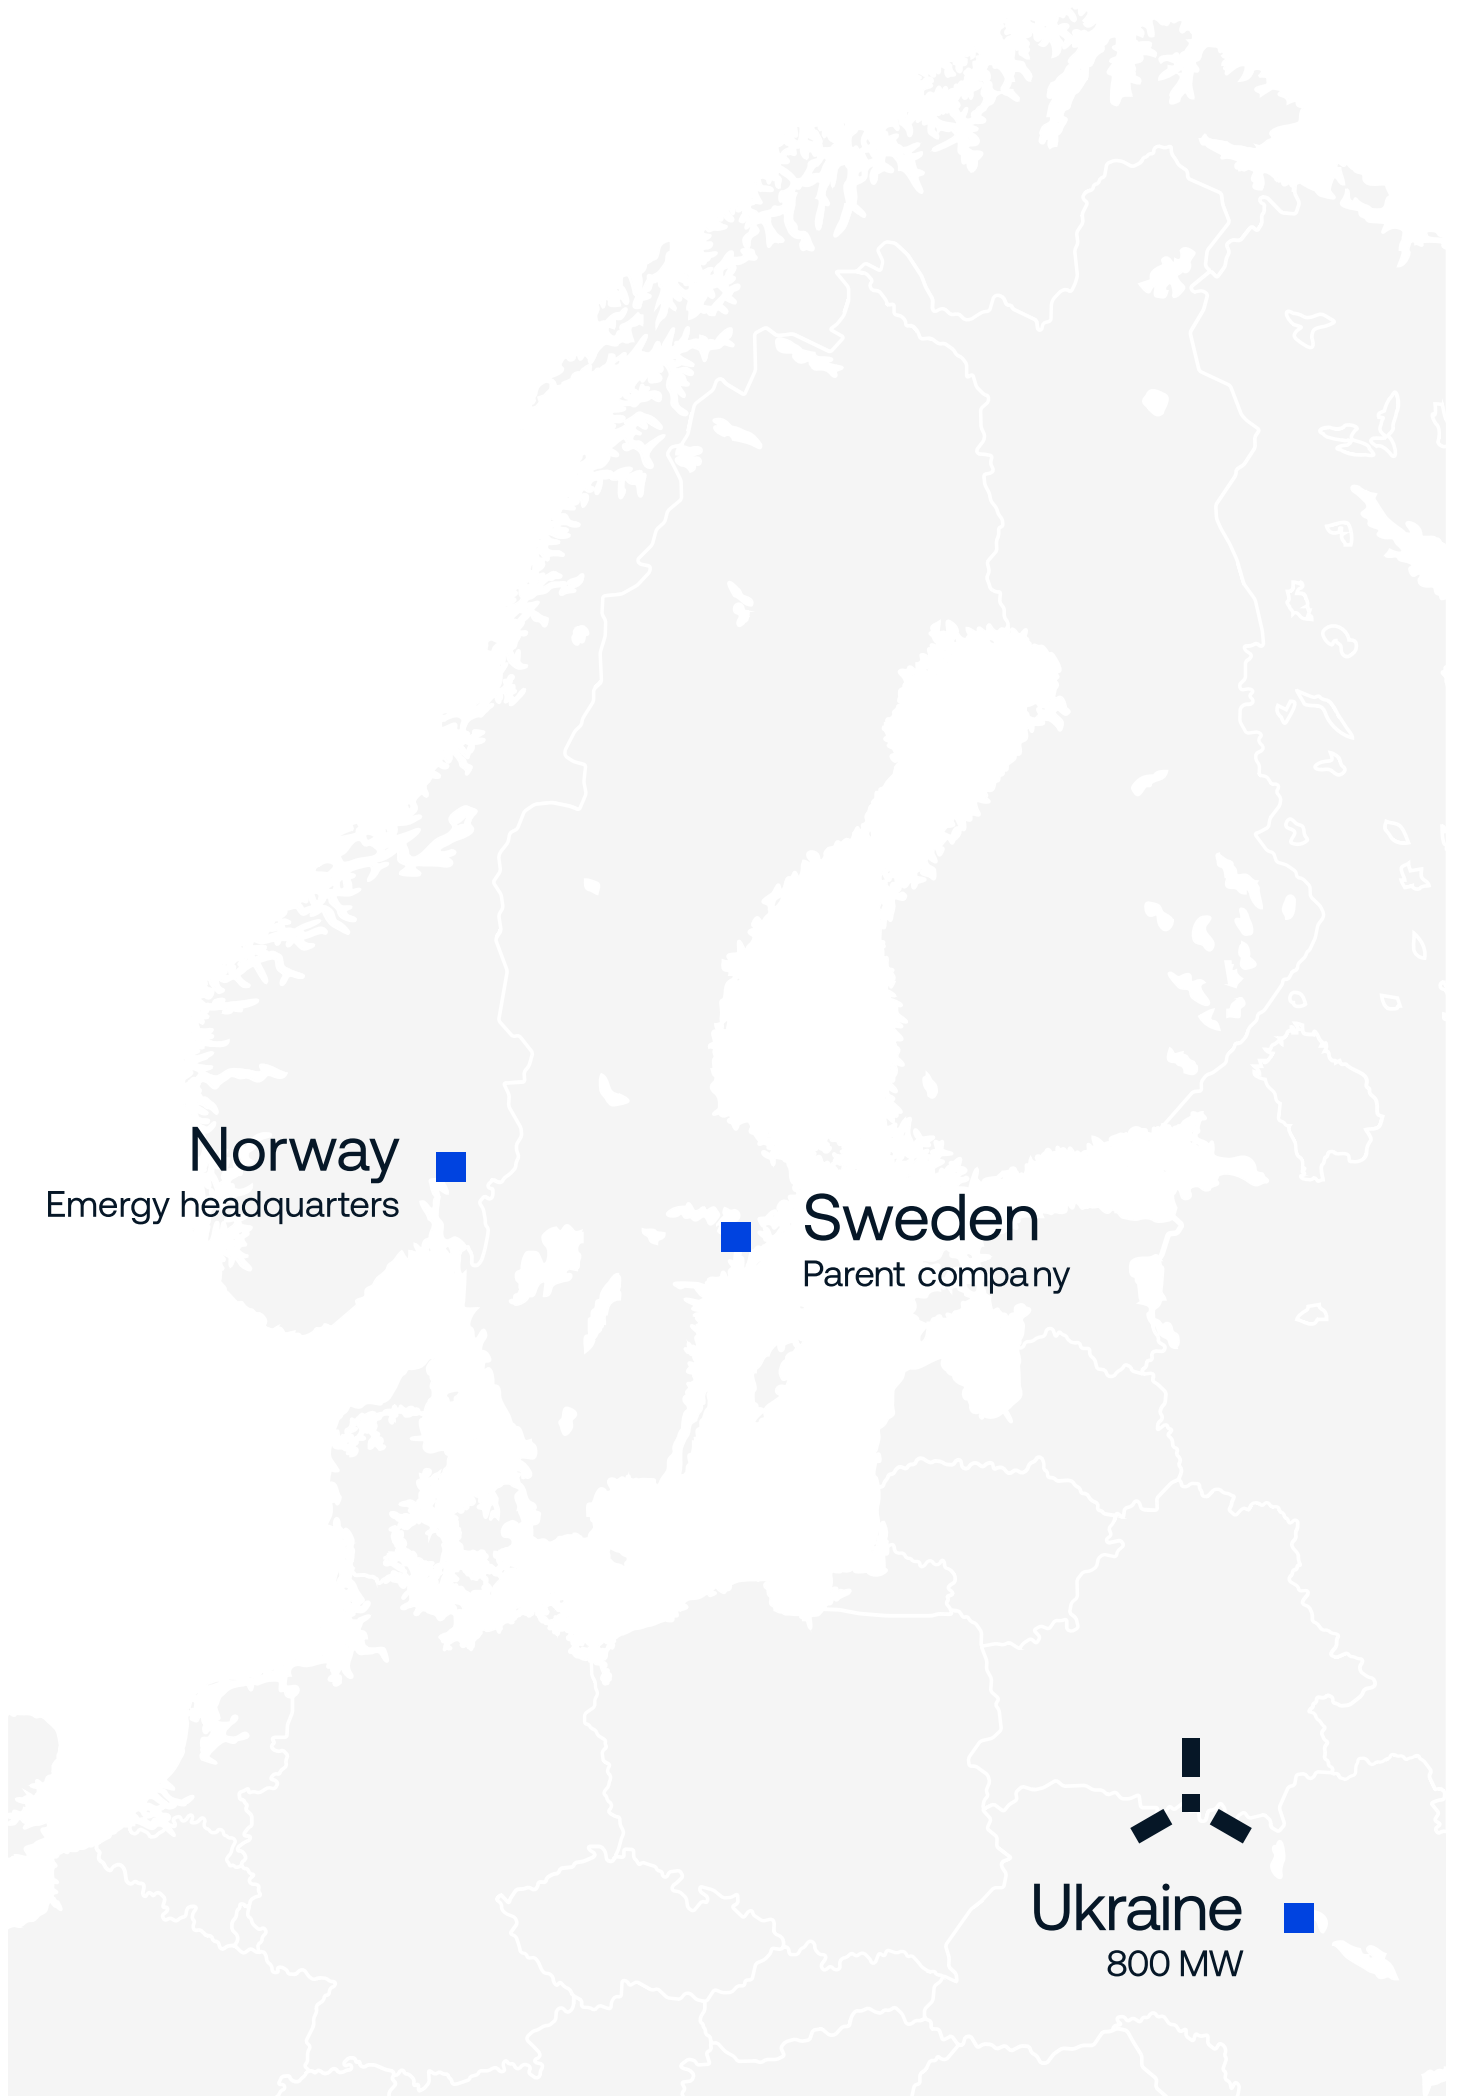 Norway
Emergy headquarters
Sweden
Parent company
Ukraine
800 MW